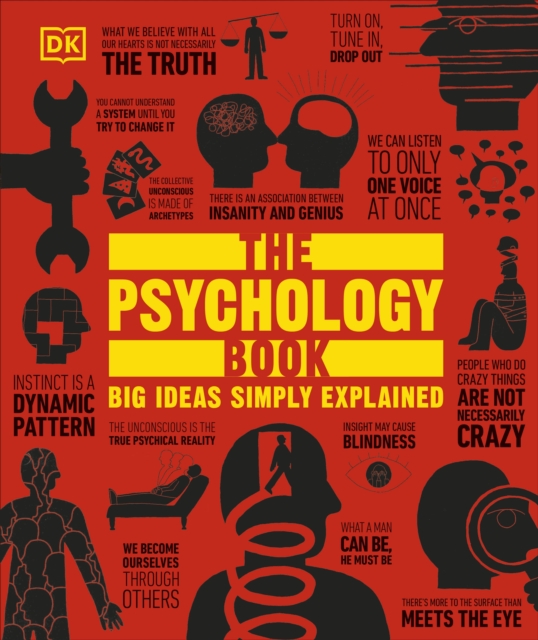 DK
WHAT WE BELIEVE WITH ALL
OUR HEARTS IS NOT NECESSARILY
THE TRUTH
TURN ON,
TUNE IN,
DROP OUT
YOU CANNOT UNDERSTAND
A SYSTEM UNTIL YOU
TRY TO CHANGE IT
THE COLLECTIVE
UNCONSCIOUS
IS MADE OF
ARCHETYPES
THERE IS AN ASSOCIATION BETWEEN
INSANITY AND GENIUS
WE CAN LISTEN
TO ONLY
ONE VOICE
AT ONCE
THE
PSYCHOLOGY
BOOK
BIG IDEAS SIMPLY EXPLAINED
INSTINCT IS A
DYNAMIC
PATTERN
PEOPLE WHO DO
CRAZY THINGS
ARE NOT
NECESSARILY
CRAZY
THE UNCONSCIOUS IS THE
TRUE PSYCHICAL REALITY
INSIGHT MAY CAUSE
BLINDNESS
WE BECOME
OURSELVES
THROUGH
OTHERS
WHAT A MAN
CAN BE,
HE MUST BE
THERE'S MORE TO THE SURFACE THAN
MEETS THE EYE